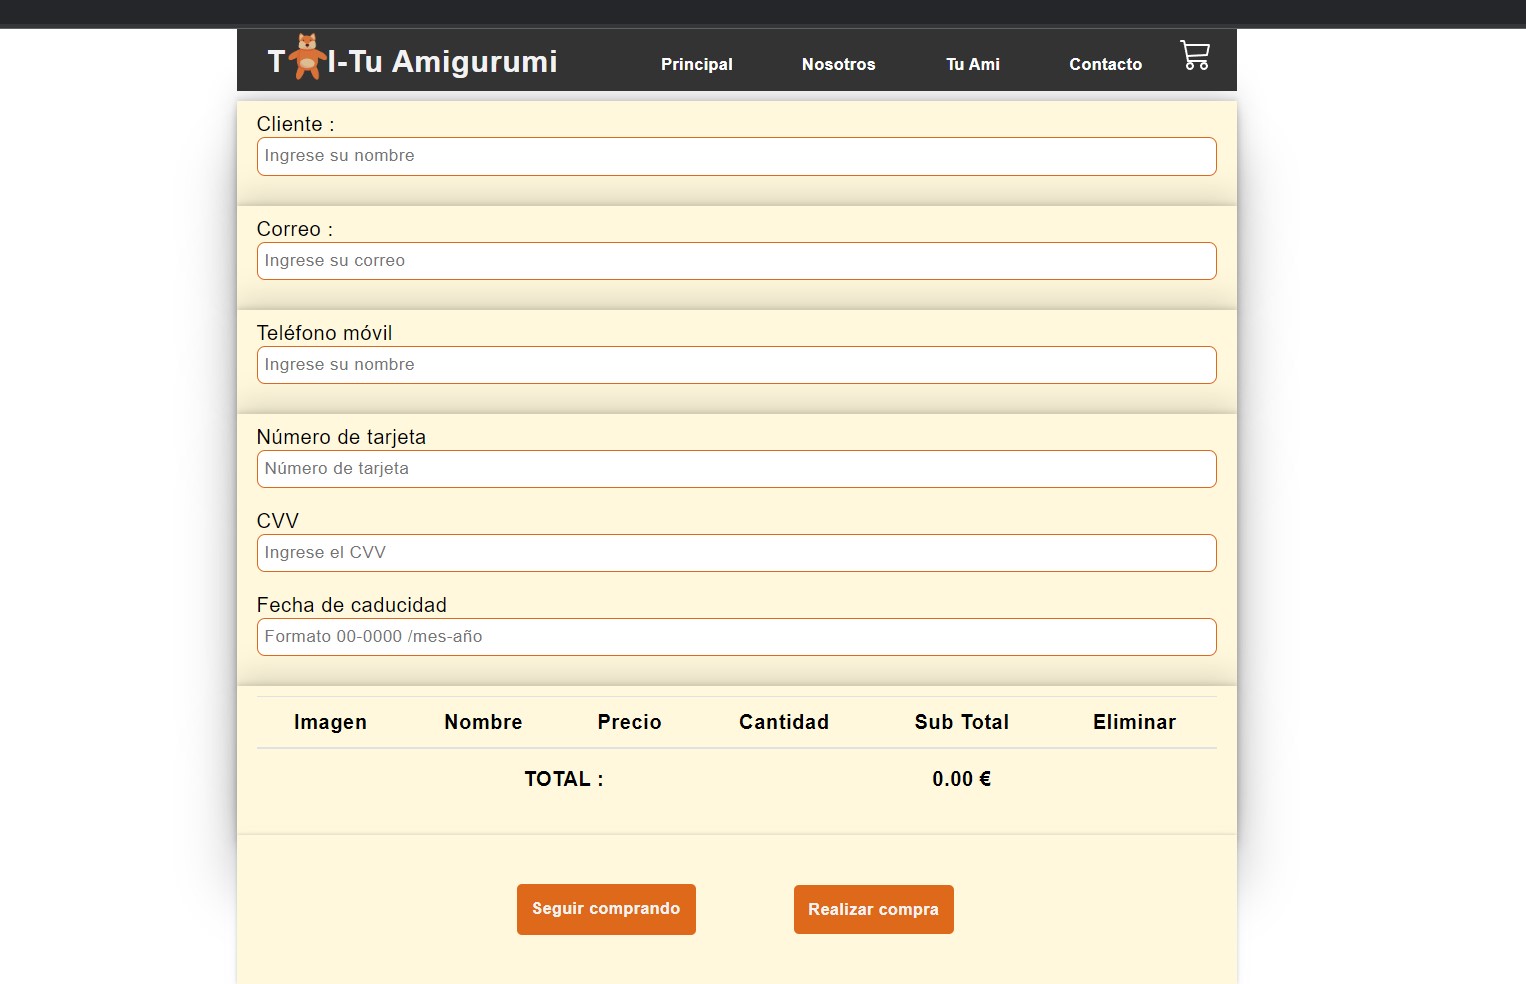 T I-Tu Amigurumi Principal Nosotros Tu Ami Contacto
Cliente :
Ingrese su nombre
Correo :
Ingrese su correo
Teléfono móvil
Ingrese su nombre
Número de tarjeta
Número de tarjeta
CVV
Ingrese el CVV
Fecha de caducidad
Formato 00-0000 /mes-año
Imagen Nombre Precio Cantidad Sub Total Eliminar
TOTAL : 0.00 €
Seguir comprando Realizar compra